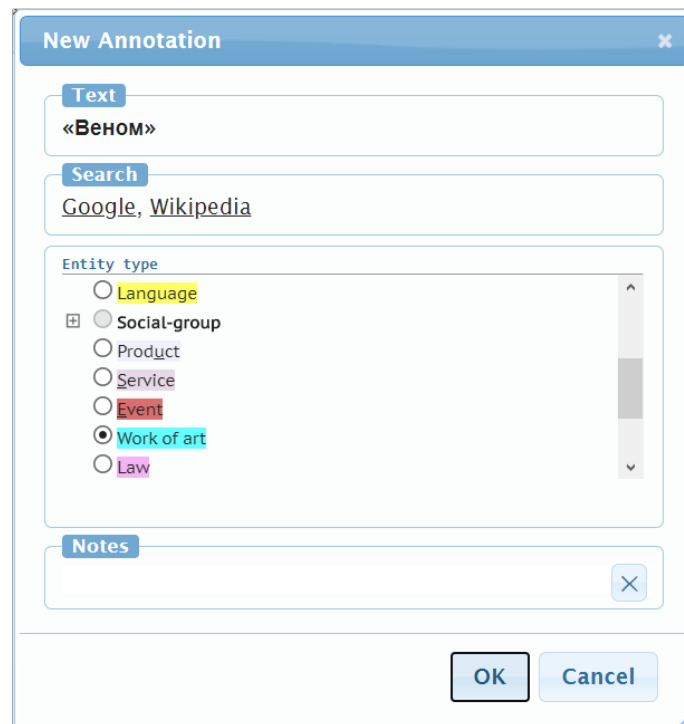 New Annotation
Text
«Веном»
Search
Google, Wikipedia
Entity type
Language
Social-group
Product
Service
Event
Work of art
Law
Notes
OK Cancel